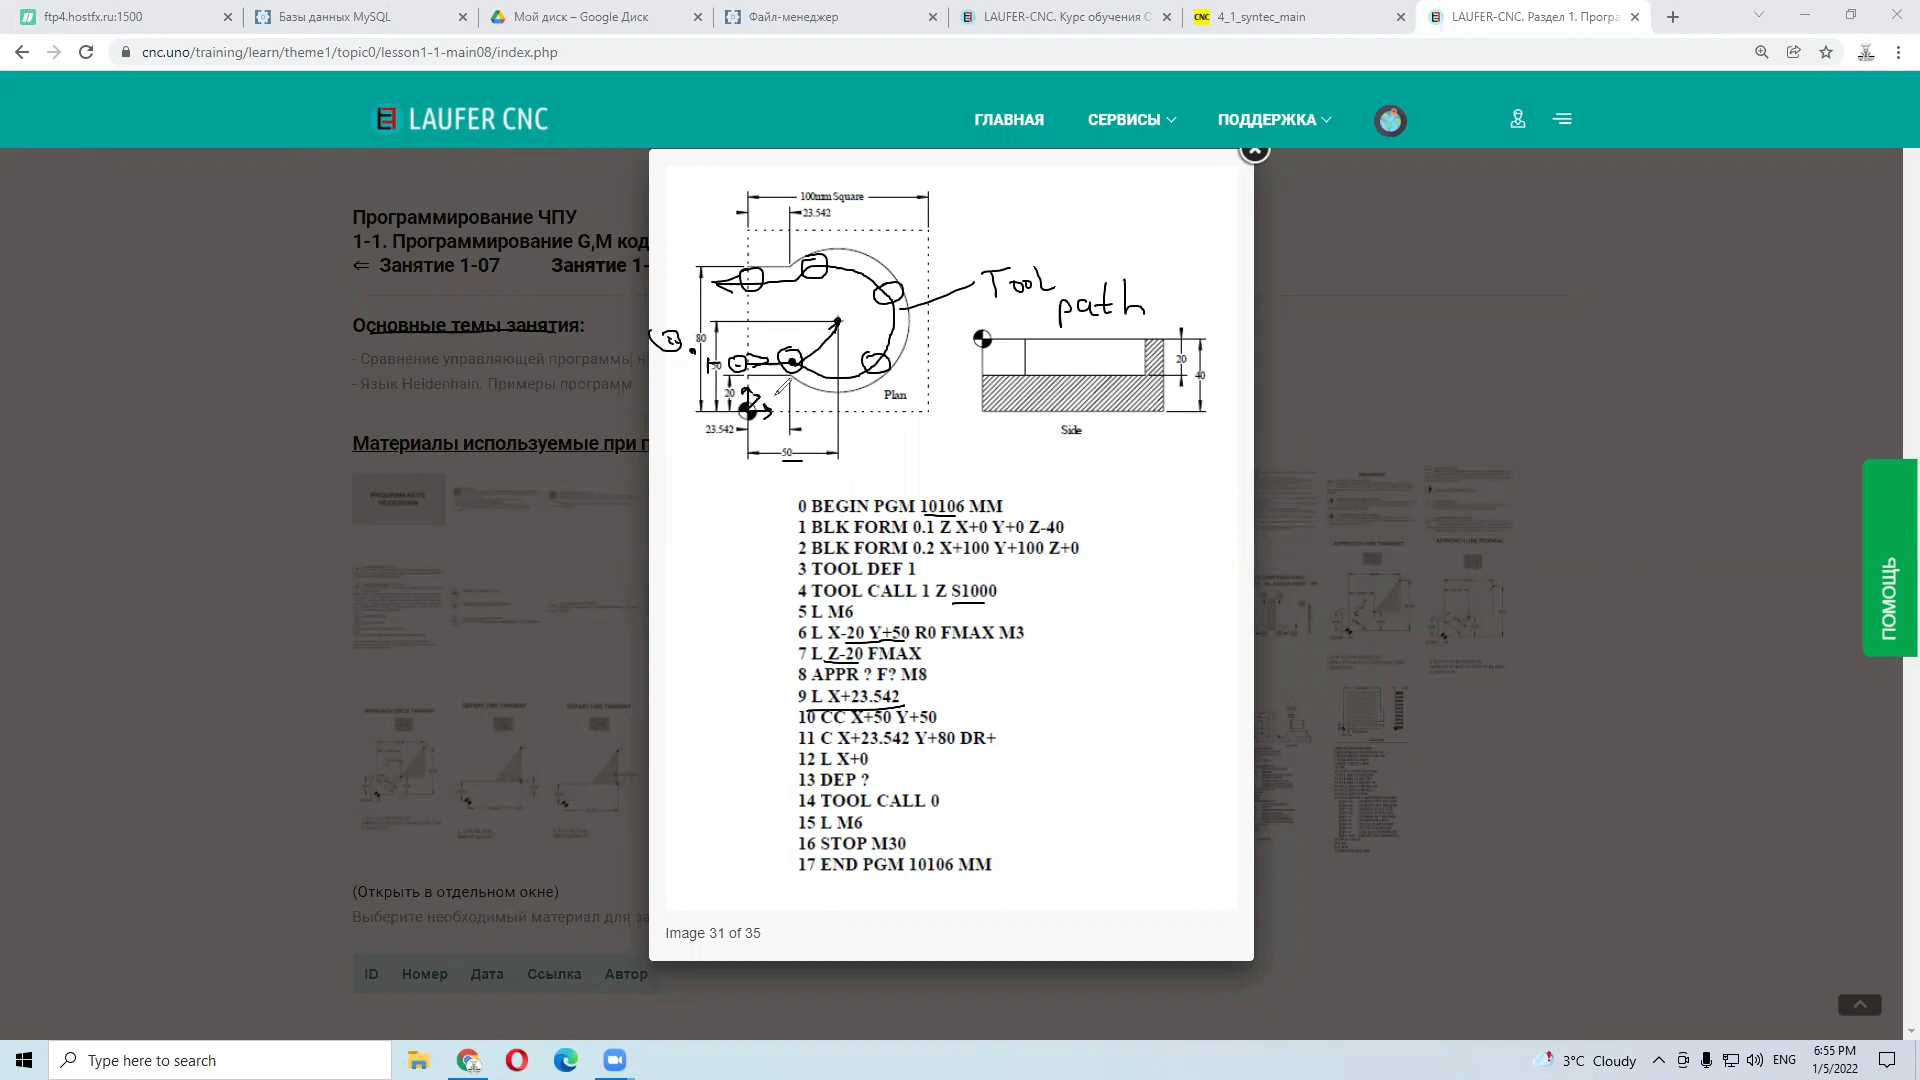 ftp4.hostfx.ru:1500
Базы данных MySQL
Мой диск – Google Диск
Файл-менеджер
LAUFER-CNC. Курс обучения С
CNC 4_1_syntec_main
LAUFER-CNC. Раздел 1. Програ
cnc.uno/training/learn/theme1/topic0/lesson1-1-main08/index.php
LAUFER CNC
ГЛАВНАЯ
СЕРВИСЫ
ПОДДЕРЖКА
Программирование ЧПУ
1-1. Программирование G,M код
⇐ Занятие 1-07 Занятие 1-
Основные темы занятия:
- Сравнение управляющей программы н
- Язык Heidenhain. Примеры программ
Материалы используемые при п
PROGRAM KEYS
HEIDENHAIN
(Открыть в отдельном окне)
Выберите необходимый материал для за
ID Номер Дата Ссылка Автор
100mm Square
23.542
Tool
path
80
50
20
23.542
50
Plan
20
40
Side
0 BEGIN PGM 10106 MM
1 BLK FORM 0.1 Z X+0 Y+0 Z-40
2 BLK FORM 0.2 X+100 Y+100 Z+0
3 TOOL DEF 1
4 TOOL CALL 1 Z S1000
5 L M6
6 L X-20 Y+50 R0 FMAX M3
7 L Z-20 FMAX
8 APPR ? F? M8
9 L X+23.542
10 CC X+50 Y+50
11 C X+23.542 Y+80 DR+
12 L X+0
13 DEP ?
14 TOOL CALL 0
15 L M6
16 STOP M30
17 END PGM 10106 MM
Image 31 of 35
ПОМОЩЬ
Type here to search
3°C Cloudy
ENG
6:55 PM
1/5/2022